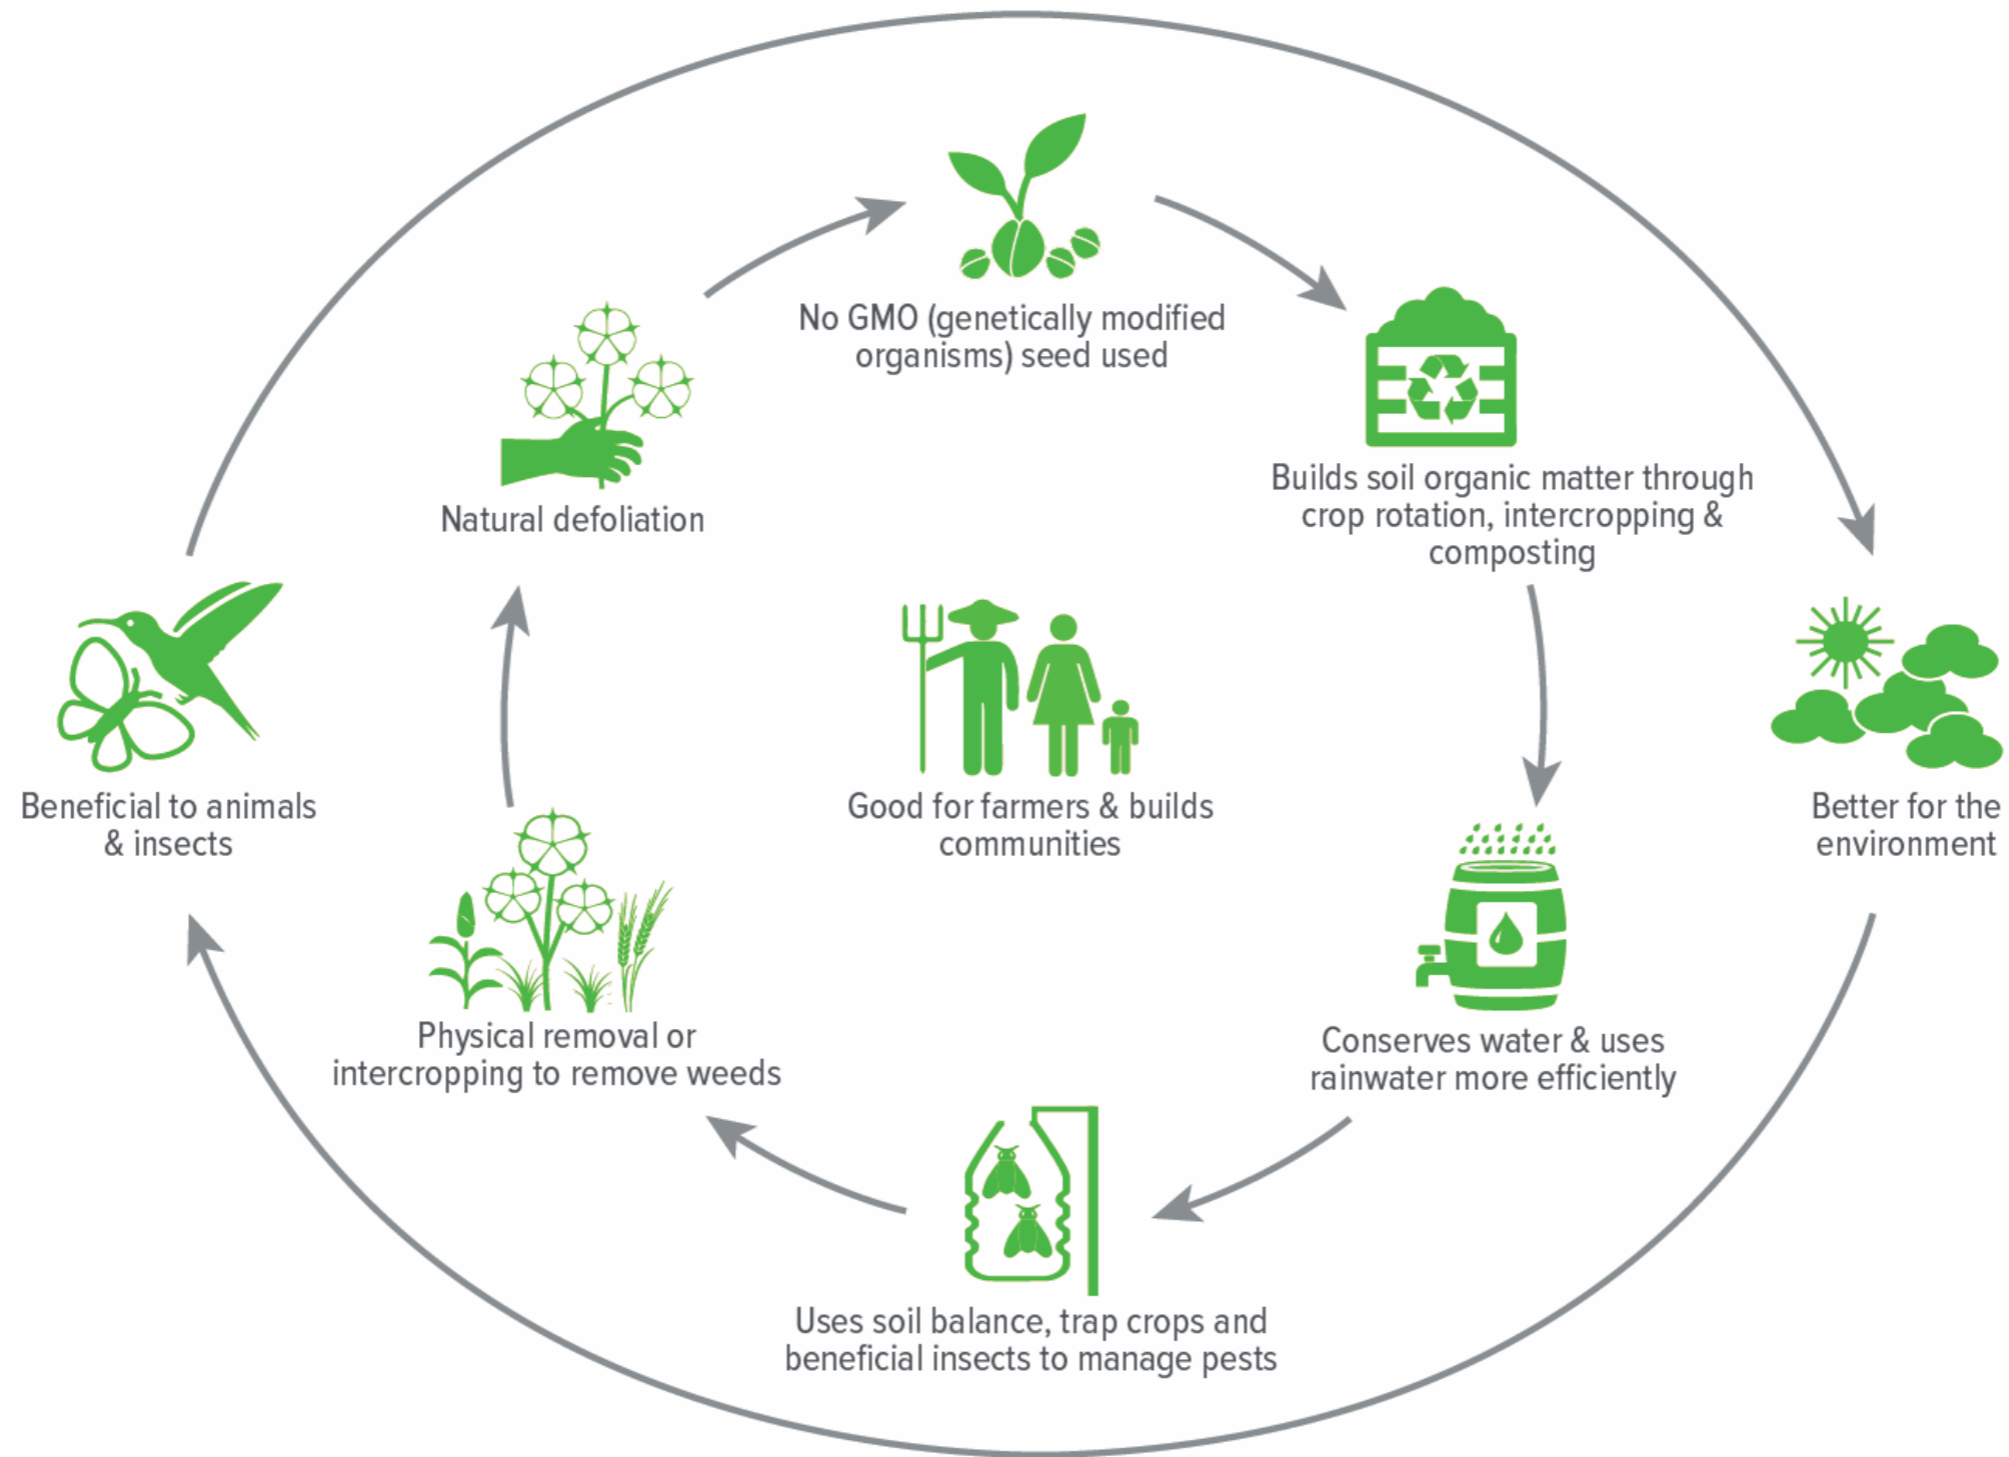 No GMO (genetically modified
organisms) seed used
Builds soil organic matter through
crop rotation, intercropping &
composting
Natural defoliation
Beneficial to animals
& insects
Good for farmers & builds
communities
Better for the
environment
Physical removal or
intercropping to remove weeds
Conserves water & uses
rainwater more efficiently
Uses soil balance, trap crops and
beneficial insects to manage pests